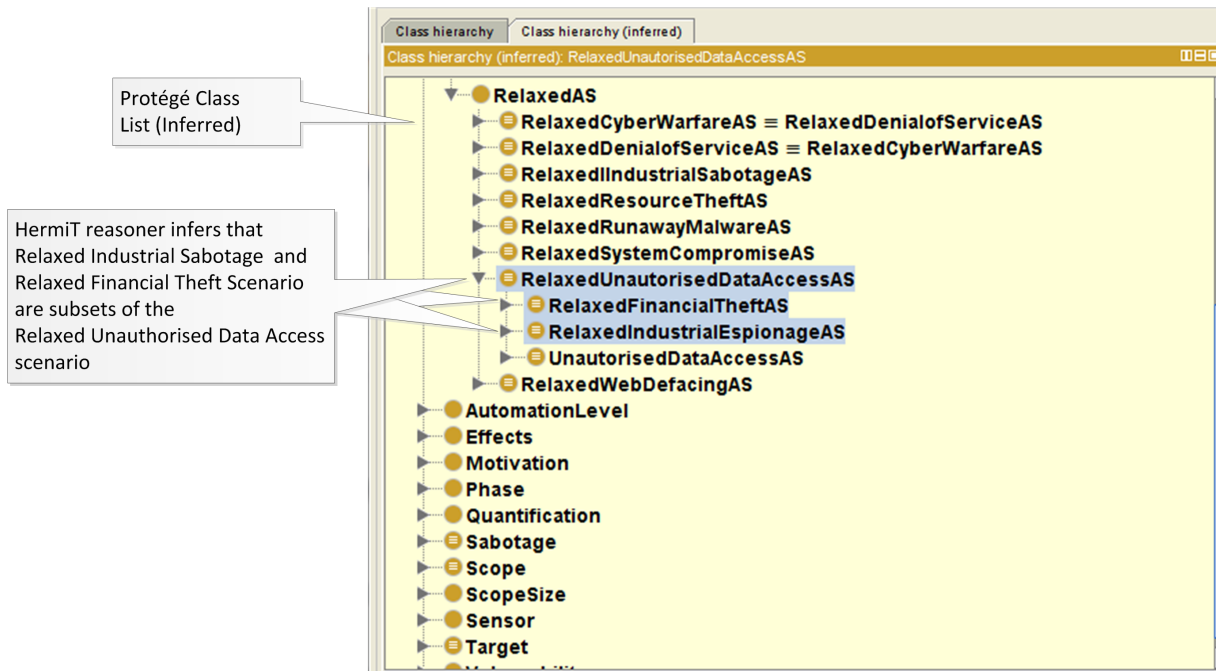 Class hierarchy
Class hierarchy (inferred)
Class hierarchy (inferred): RelaxedUnautorisedDataAccessAS
Protégé Class
List (Inferred)
RelaxedAS
RelaxedCyberWarfareAS ≡ RelaxedDenialofServiceAS
RelaxedDenialofServiceAS ≡ RelaxedCyberWarfareAS
RelaxedIIndustrialSabotageAS
RelaxedResourceTheftAS
RelaxedRunawayMalwareAS
RelaxedSystemCompromiseAS
RelaxedUnautorisedDataAccessAS
RelaxedFinancialTheftAS
RelaxedIndustrialEspionageAS
UnautorisedDataAccessAS
RelaxedWebDefacingAS
HermiT reasoner infers that
Relaxed Industrial Sabotage and
Relaxed Financial Theft Scenario
are subsets of the
Relaxed Unauthorised Data Access
scenario
AutomationLevel
Effects
Motivation
Phase
Quantification
Sabotage
Scope
ScopeSize
Sensor
Target